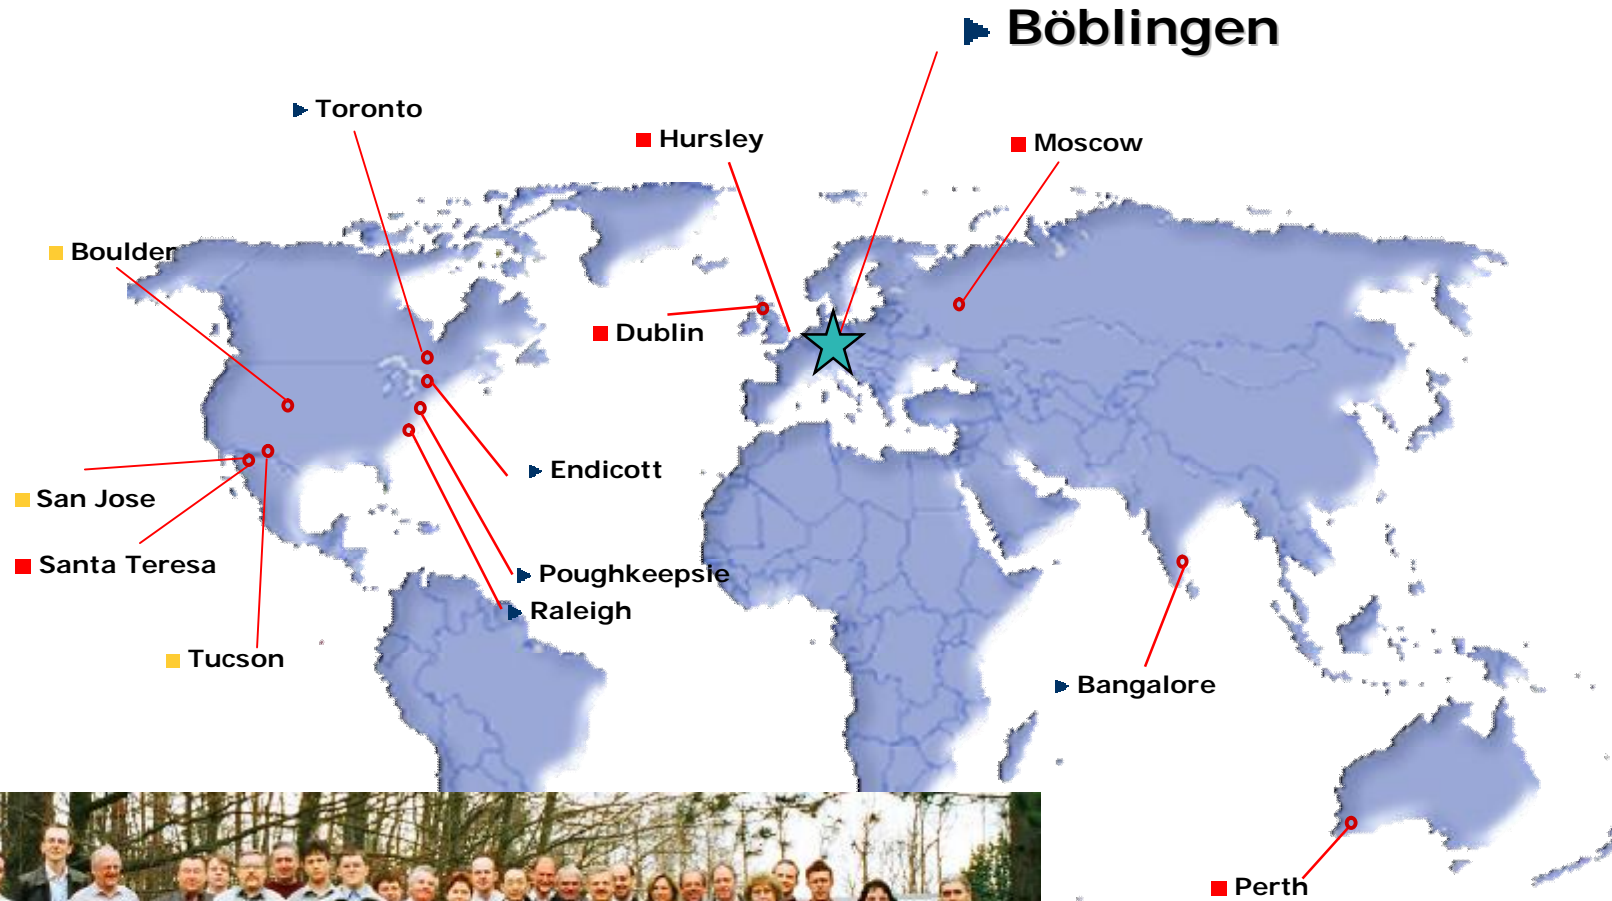 Böblingen
Toronto
Hursley
Moscow
Boulder
Dublin
Endicott
San Jose
Santa Teresa
Poughkeepsie
Raleigh
Tucson
Bangalore
Perth